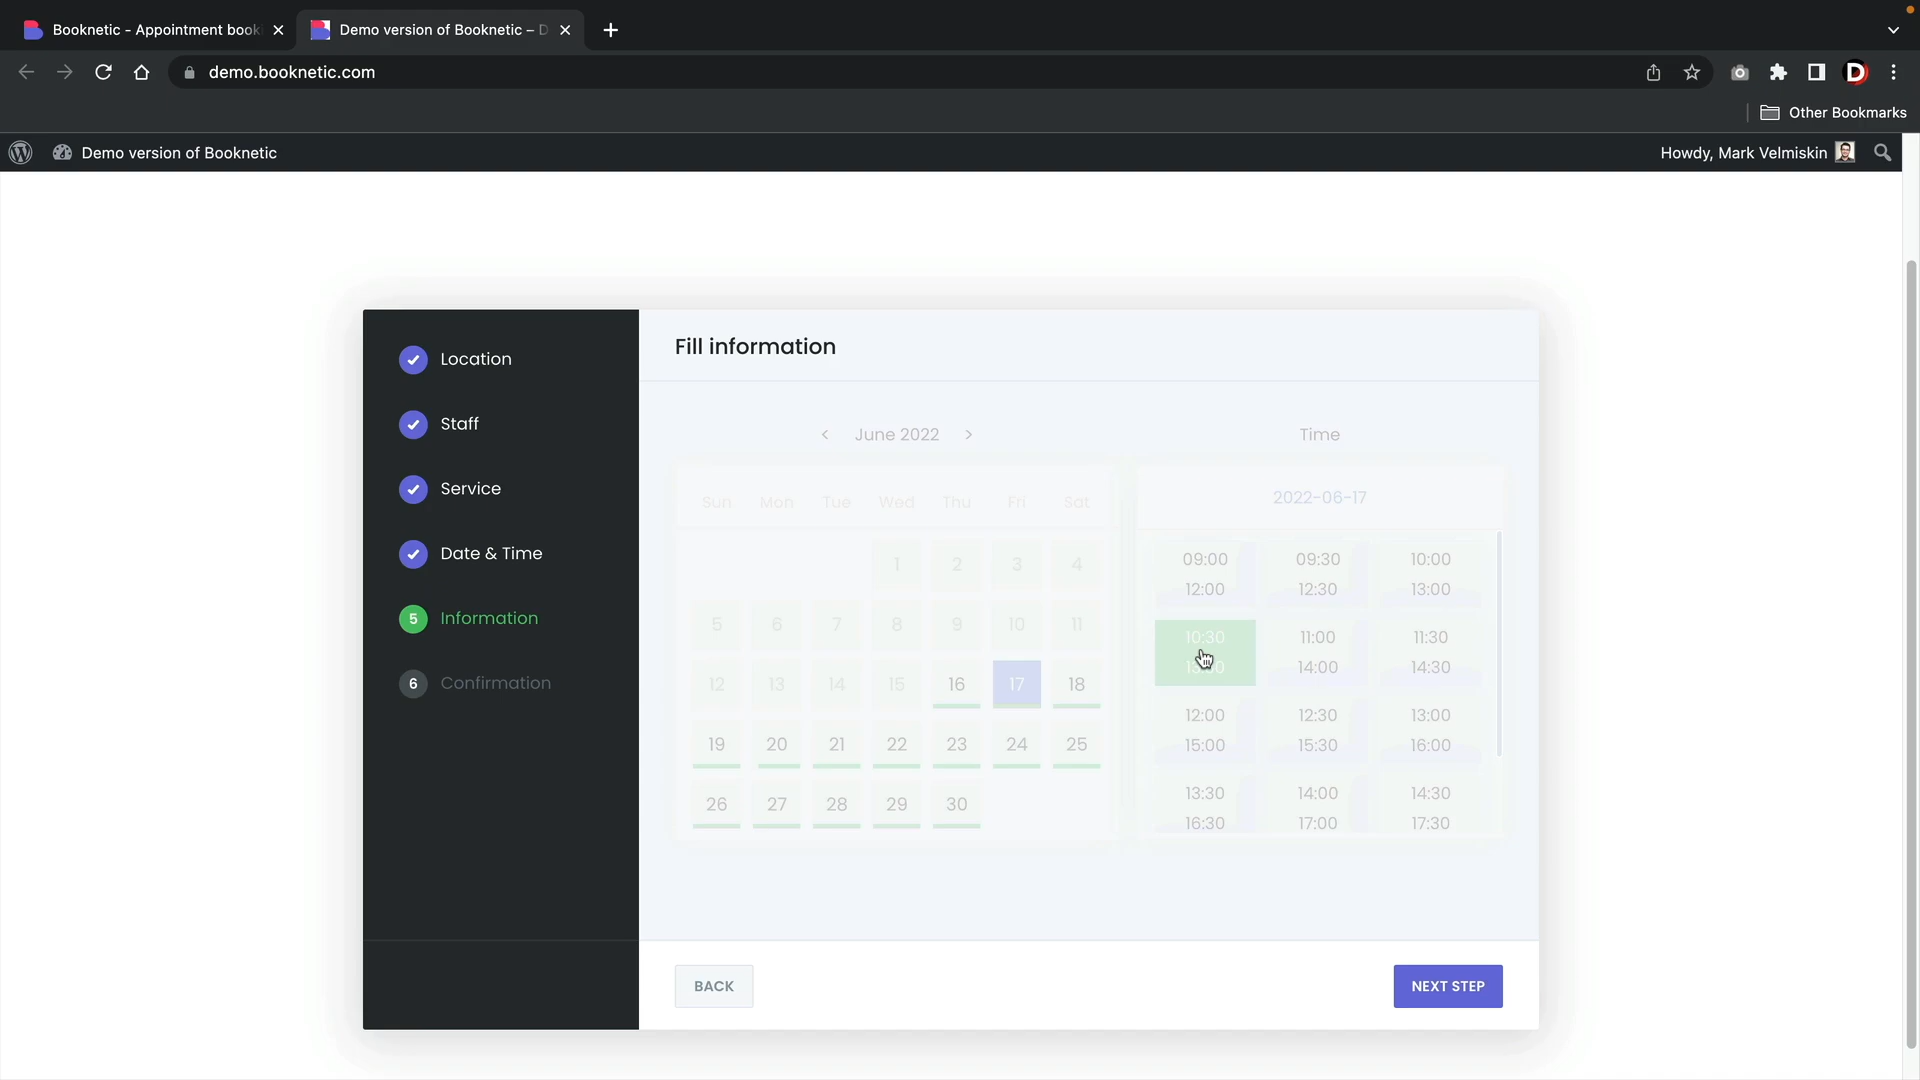 Booknetic - Appointment book
Demo version of Booknetic – D
demo.booknetic.com
Other Bookmarks
Demo version of Booknetic
Howdy, Mark Velmiskin
Location
Staff
Service
Date & Time
5 Information
6 Confirmation
Fill information
June 2022
Sun Mon Tue Wed Thu Fri Sat
1 2 3 4
5 6 7 8 9 10 11
12 13 14 15 16 17 18
19 20 21 22 23 24 25
26 27 28 29 30
Time
2022-06-17
09:00 09:30 10:00
12:00 12:30 13:00
10:30 11:00 11:30
14:00 14:30
12:00 12:30 13:00
15:00 15:30 16:00
13:30 14:00 14:30
16:30 17:00 17:30
BACK
NEXT STEP